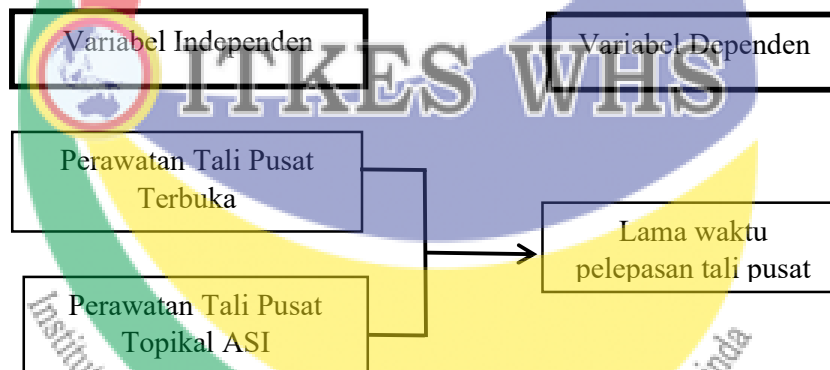 Variabel Independen
Variabel Dependen
ITKES WHS
Perawatan Tali Pusat
Terbuka
Lama waktu
pelepasan tali pusat
Perawatan Tali Pusat
Topikal ASI